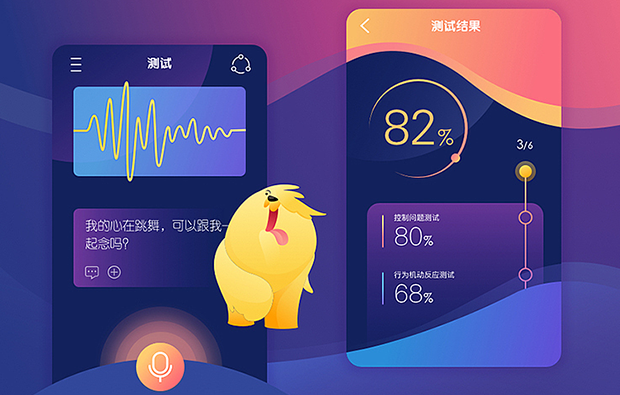 测试
我的心在跳舞，可以跟我一
起念吗？
测试结果
82%
3/6
控制问题测试
80%
行为机动反应测试
68%